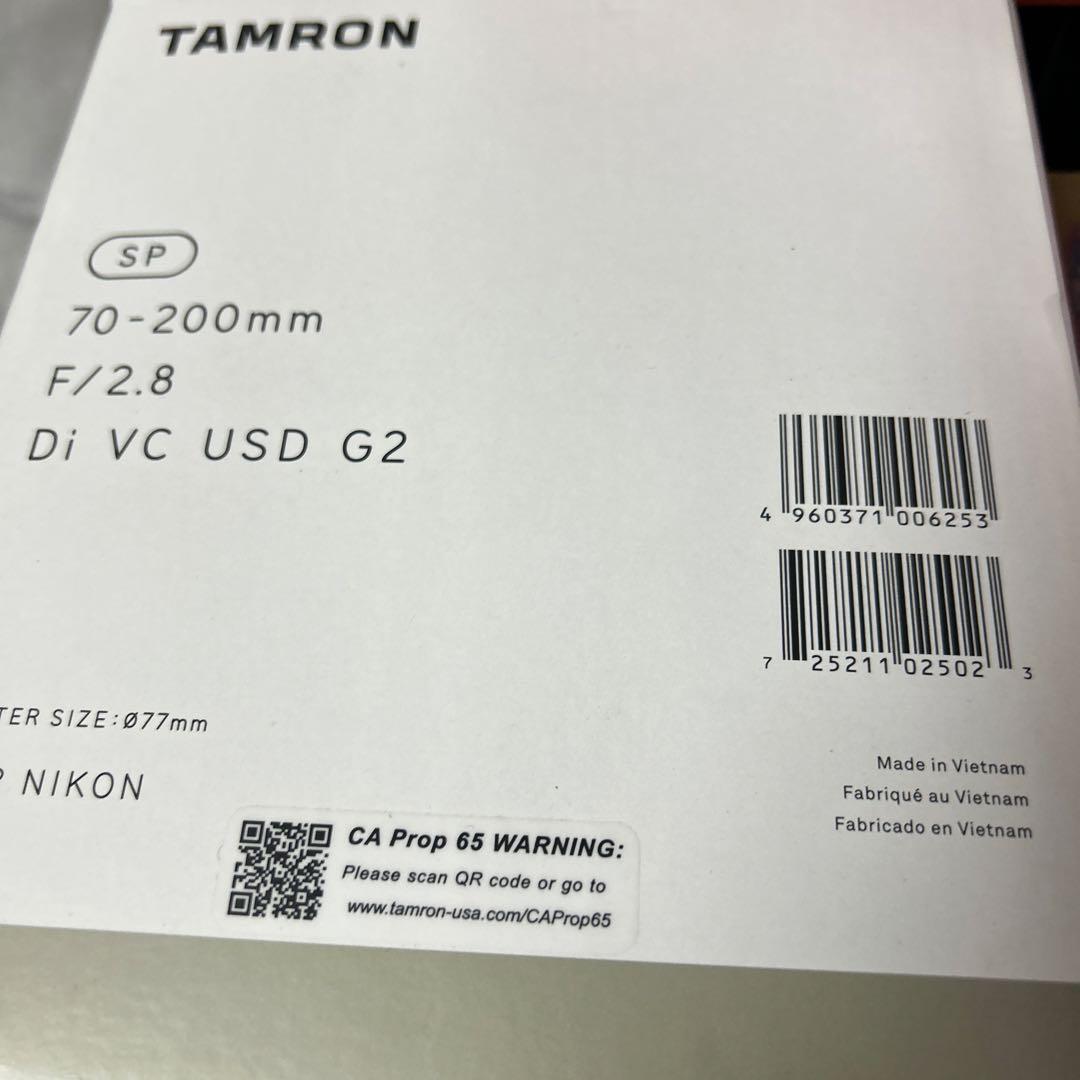 TAMRON
SP
70-200mm
F/2.8
Di VC USD G2
4 960371 006253
7 25211 02502 3
TER SIZE:Ø77mm
NIKON
Made in Vietnam
Fabriqué au Vietnam
Fabricado en Vietnam
CA Prop 65 WARNING:
Please scan QR code or go to
www.tamron-usa.com/CAProp65